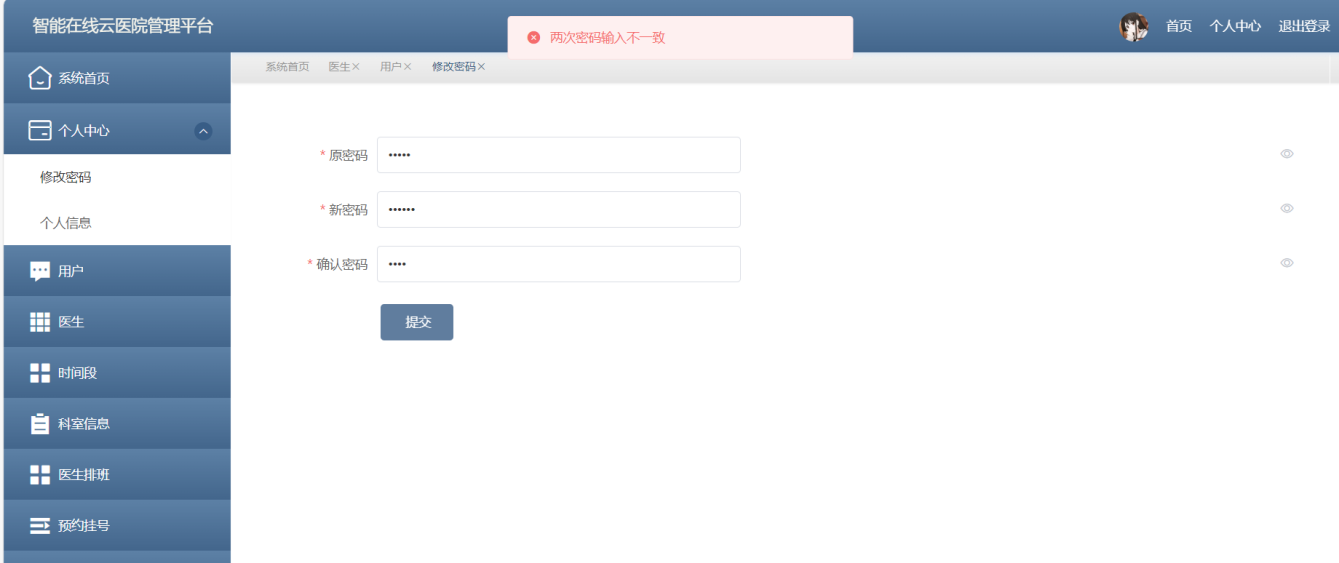 智能在线云医院管理平台
两次密码输入不一致
首页 个人中心 退出登录
系统首页 医生× 用户× 修改密码×
系统首页
个人中心
修改密码
个人信息
用户
医生
时间段
科室信息
医生排班
预约挂号
* 原密码 •••••
* 新密码 ••••••
* 确认密码 ••••
提交